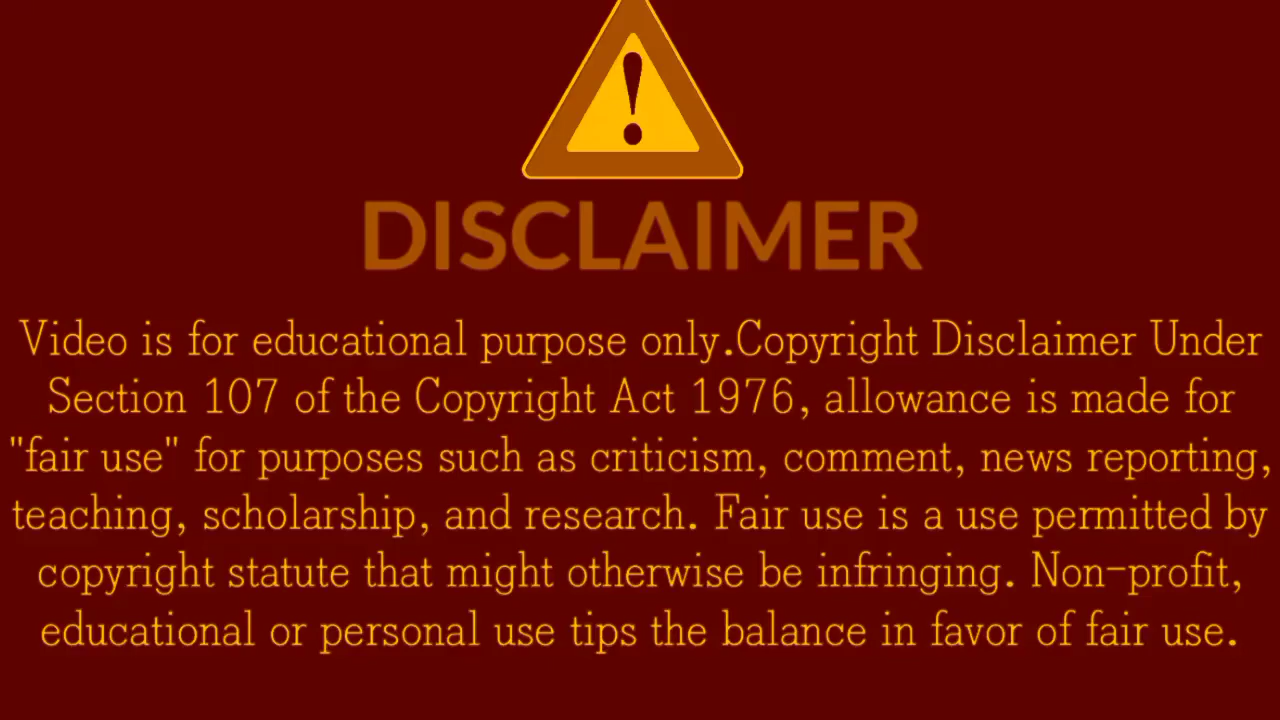 DISCLAIMER
Video is for educational purpose only.Copyright Disclaimer Under
Section 107 of the Copyright Act 1976, allowance is made for
"fair use" for purposes such as criticism, comment, news reporting,
teaching, scholarship, and research. Fair use is a use permitted by
copyright statute that might otherwise be infringing. Non-profit,
educational or personal use tips the balance in favor of fair use.